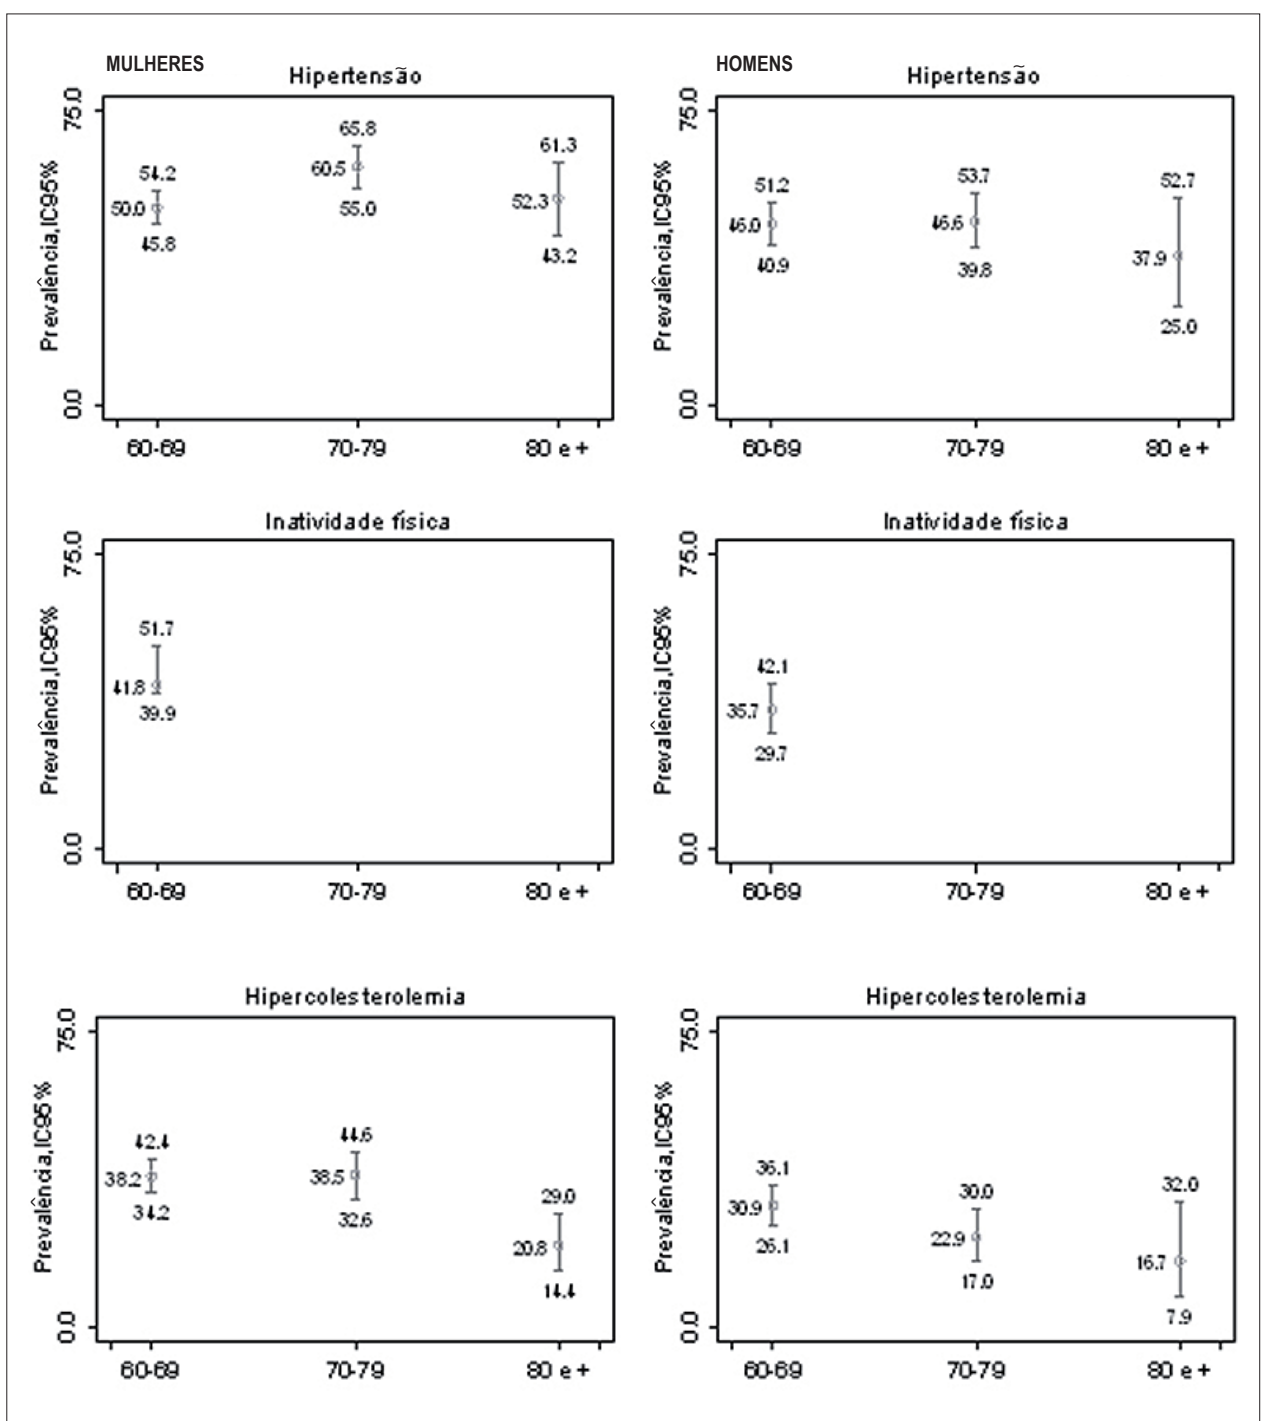 MULHERES
Hipertensão
Prevalência,IC95%
75.0
0.0
54.2
50.0
45.8
65.8
60.5
55.0
61.3
52.3
43.2
60-69 70-79 80 e +
HOMENS
Hipertensão
Prevalência,IC95%
75.0
0.0
51.2
46.0
40.9
53.7
46.6
39.8
52.7
37.9
25.0
60-69 70-79 80 e +
Inatividade física
Prevalência,IC95%
75.0
0.0
51.7
41.8
39.9
60-69 70-79 80 e +
Inatividade física
Prevalência,IC95%
75.0
0.0
42.1
35.7
29.7
60-69 70-79 80 e +
Hipercolesterolemia
Prevalência,IC95%
75.0
0.0
42.4
38.2
34.2
44.6
38.5
32.6
29.0
20.8
14.4
60-69 70-79 80 e +
Hipercolesterolemia
Prevalência,IC95%
75.0
0.0
36.1
30.9
26.1
30.0
22.9
17.0
32.0
16.7
7.9
60-69 70-79 80 e +